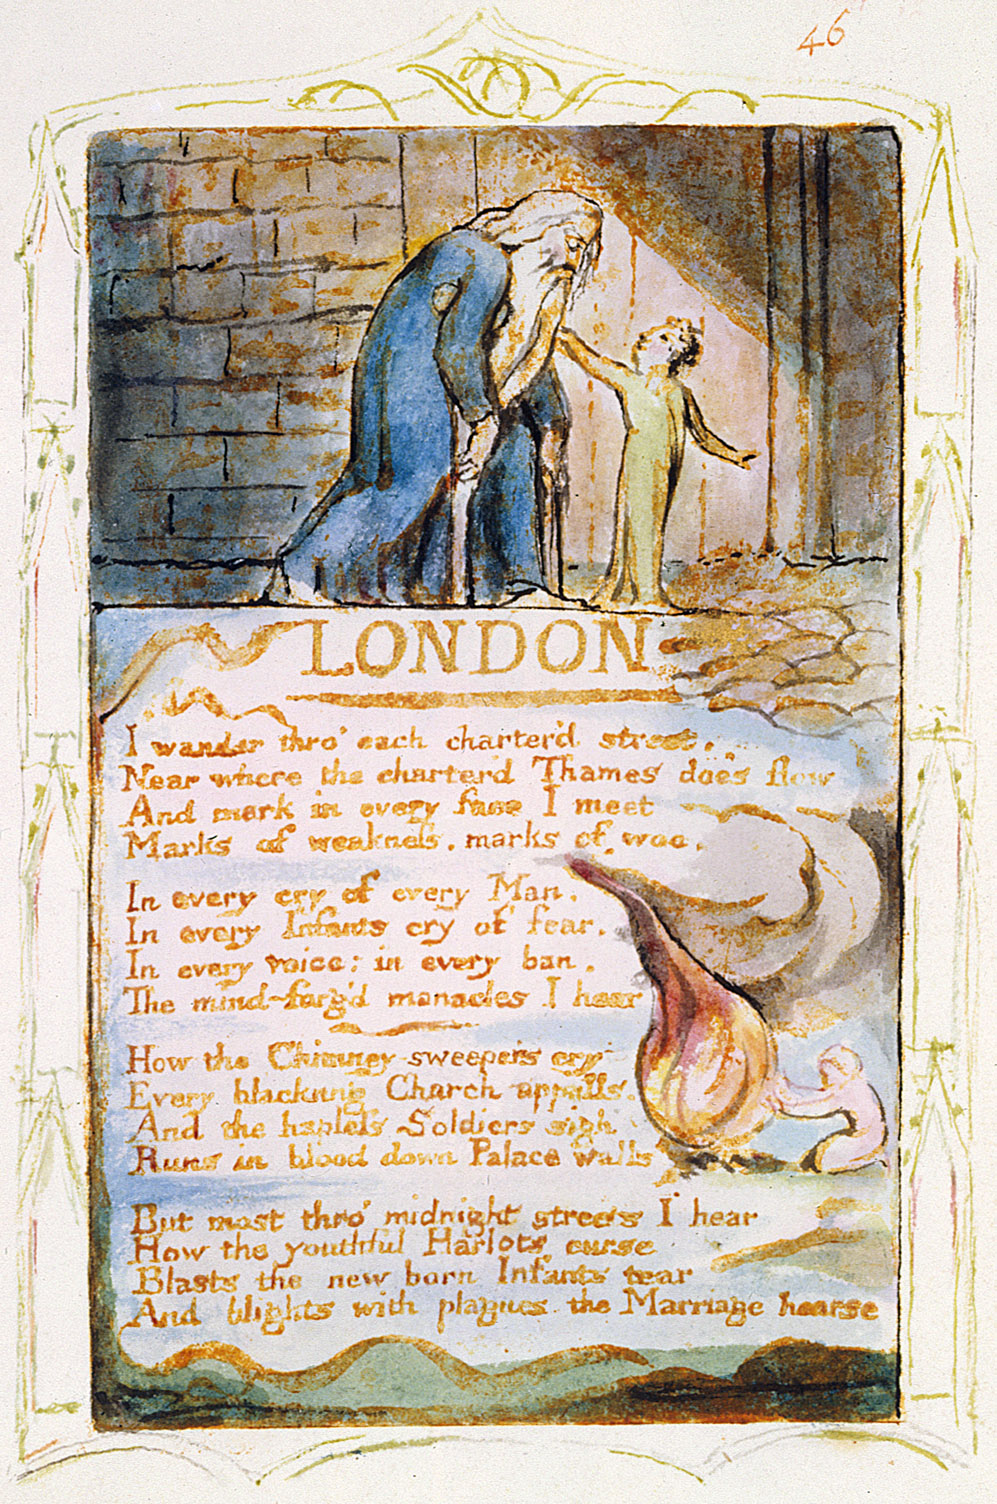 46
LONDON
I wander thro' each charter'd street.
Near where the charter'd Thames does flow
And mark in every face I meet
Marks of weakneſs, marks of woe.
In every cry of every Man.
In every Infants cry of fear.
In every voice: in every ban.
The mind-forg'd manacles I hear
How the Chimney-sweepers cry
Every blackning Church appalls.
And the hapleſs Soldiers sigh
Runs in blood down Palace walls
But most thro' midnight streets I hear
How the youthful Harlots curse
Blasts the new born Infants tear
And blights with plagues the Marriage hearse